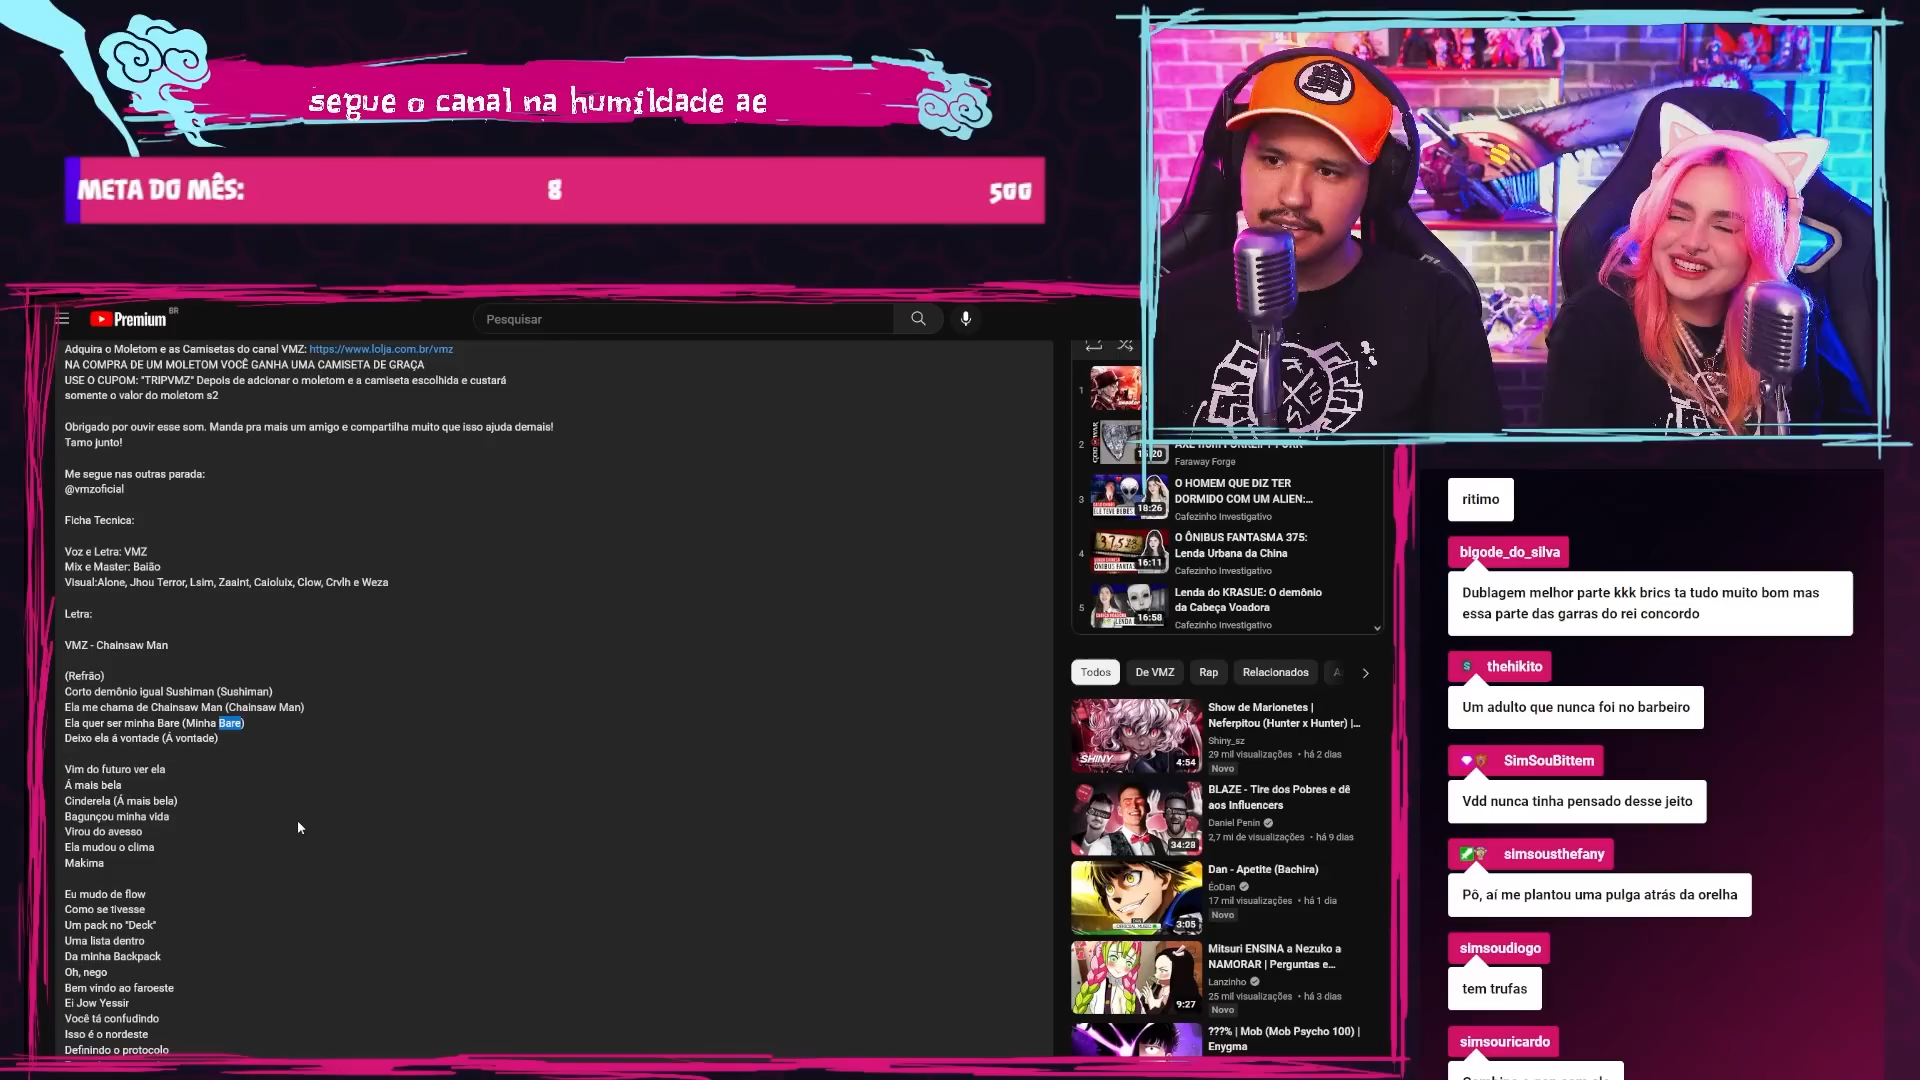 segue o canal na humildade ae
META DO MÊS: 8 500
Premium BR
Pesquisar
Adquira o Moletom e as Camisetas do canal VMZ: https://www.lolja.com.br/vmz
NA COMPRA DE UM MOLETOM VOCÊ GANHA UMA CAMISETA DE GRAÇA
USE O CUPOM: "TRIPVMZ" Depois de adcionar o moletom e a camiseta escolhida e custará
somente o valor do moletom s2
Obrigado por ouvir esse som. Manda pra mais um amigo e compartilha muito que isso ajuda demais!
Tamo junto!
Me segue nas outras parada:
@vmzoficial
Ficha Tecnica:
Voz e Letra: VMZ
Mix e Master: Baião
Visual:Alone, Jhou Terror, Lsim, Zaaint, Caioluix, Clow, Crvlh e Weza
Letra:
VMZ - Chainsaw Man
(Refrão)
Corto demônio igual Sushiman (Sushiman)
Ela me chama de Chainsaw Man (Chainsaw Man)
Ela quer ser minha Bare (Minha Bare)
Deixo ela á vontade (Á vontade)
Vim do futuro ver ela
Á mais bela
Cinderela (Á mais bela)
Bagunçou minha vida
Virou do avesso
Ela mudou o clima
Makima
Eu mudo de flow
Como se tivesse
Um pack no "Deck"
Uma lista dentro
Da minha Backpack
Oh, nego
Bem vindo ao faroeste
Ei Jow Yessir
Você tá confudindo
Isso é o nordeste
Definindo o protocolo
1
2
15:20
Faraway Forge
3
18:26
O HOMEM QUE DIZ TER
DORMIDO COM UM ALIEN:...
Cafezinho Investigativo
4
16:11
O ÔNIBUS FANTASMA 375:
Lenda Urbana da China
Cafezinho Investigativo
5
16:58
Lenda do KRASUE: O demônio
da Cabeça Voadora
Cafezinho Investigativo
Todos De VMZ Rap Relacionados
SHINY
4:54
Show de Marionetes |
Neferpitou (Hunter x Hunter) |...
Shiny_sz
29 mil visualizações • há 2 dias
Novo
34:28
BLAZE - Tire dos Pobres e dê
aos Influencers
Daniel Penin
2,7 mi de visualizações • há 9 dias
3:05
Dan - Apetite (Bachira)
ÉoDan
17 mil visualizações • há 1 dia
Novo
9:27
Mitsuri ENSINA a Nezuko a
NAMORAR | Perguntas e...
Lanzinho
25 mil visualizações • há 3 dias
Novo
???% | Mob (Mob Psycho 100) |
Enygma
ritimo
bigode_do_silva
Dublagem melhor parte kkk brics ta tudo muito bom mas
essa parte das garras do rei concordo
thehikito
Um adulto que nunca foi no barbeiro
SimSouBittem
Vdd nunca tinha pensado desse jeito
simsousthefany
Pô, aí me plantou uma pulga atrás da orelha
simsoudiogo
tem trufas
simsouricardo